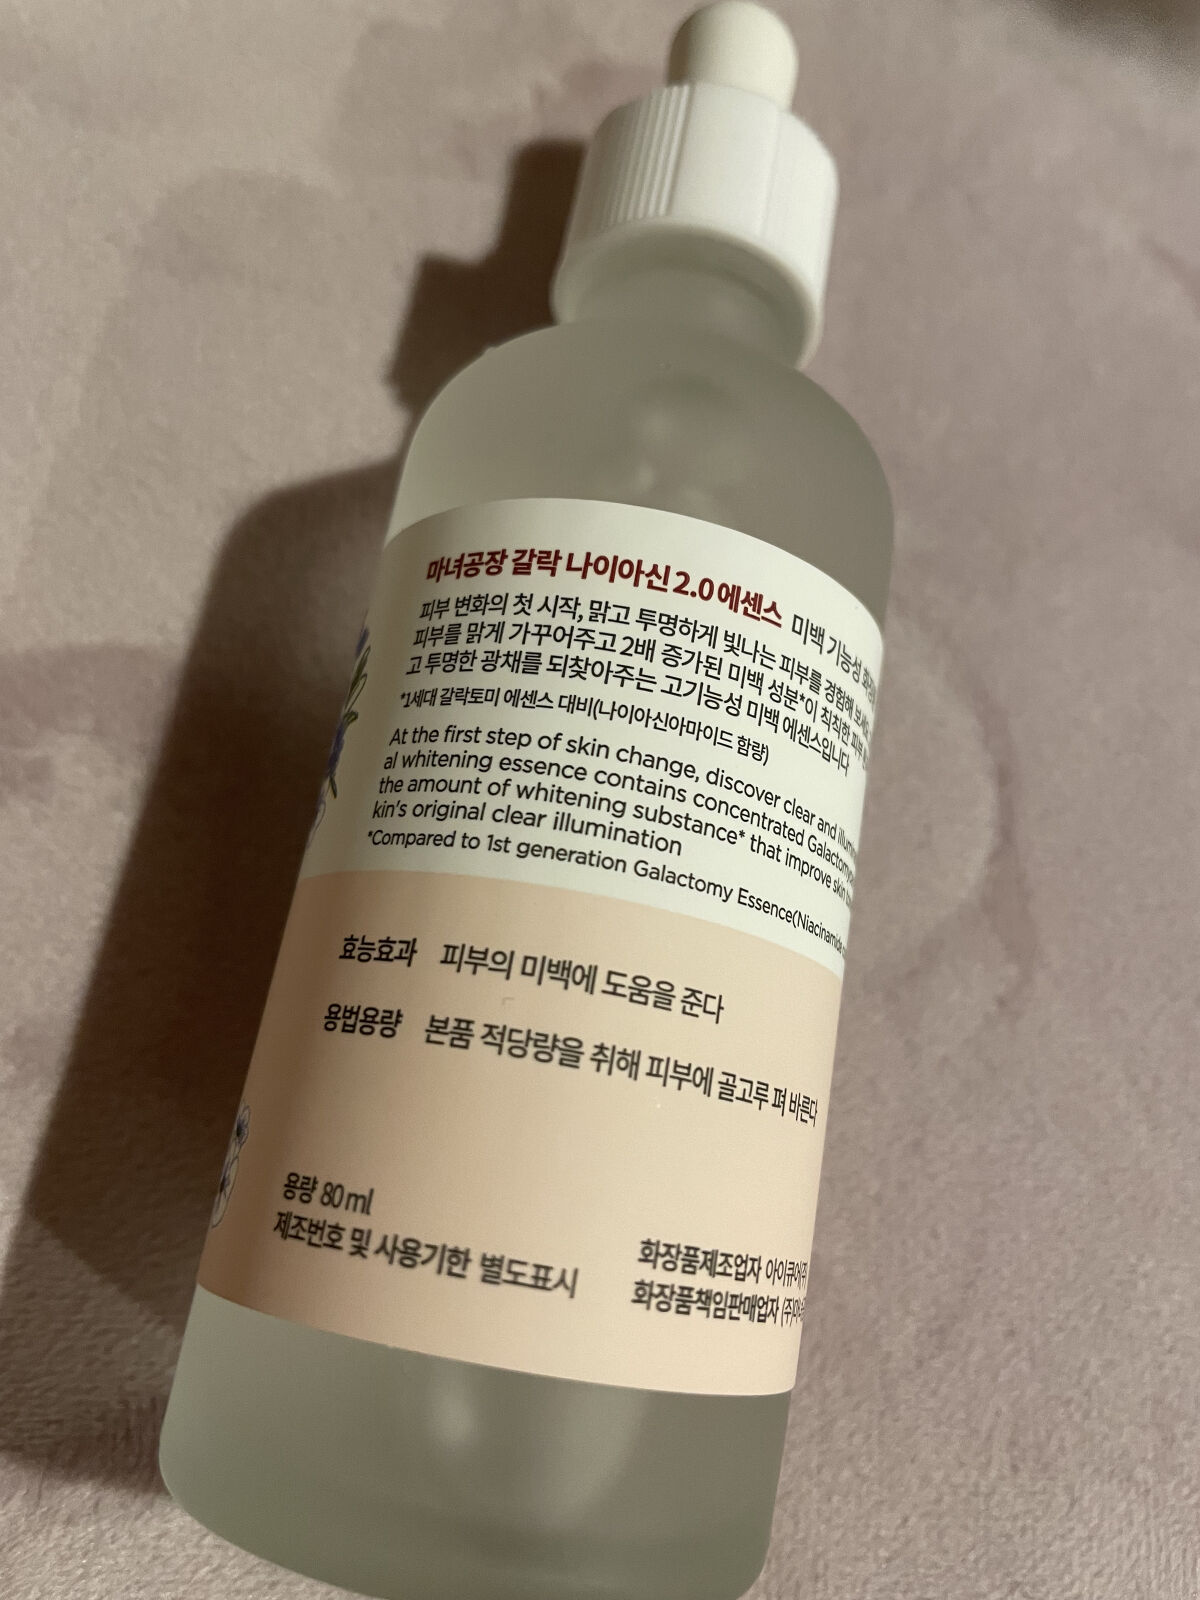 마녀공장 갈락 나이아신 2.0 에센스 미백 기능성
피부 변화의 첫 시작, 맑고 투명하게 빛나는 피부를 경험해
피부를 맑게 가꾸어주고 2배 증가된 미백 성분*이 칙칙한
고 투명한 광채를 되찾아주는 고기능성 미백 에센스입니다
*1세대 갈락토미 에센스 대비(나이아신아마이드 함량)
At the first step of skin change, discover clear and
al whitening essence contains concentrated
the amount of whitening substance* that improve skin
kin's original clear illumination
*Compared to 1st generation Galactomy Essence(Niacinamide
효능효과 피부의 미백에 도움을 준다
용법용량 본품 적당량을 취해 피부에 골고루 펴 바른다
용량 80 ml
제조번호 및 사용기한 별도표시
화장품제조업자 아이큐어(주)
화장품책임판매업자